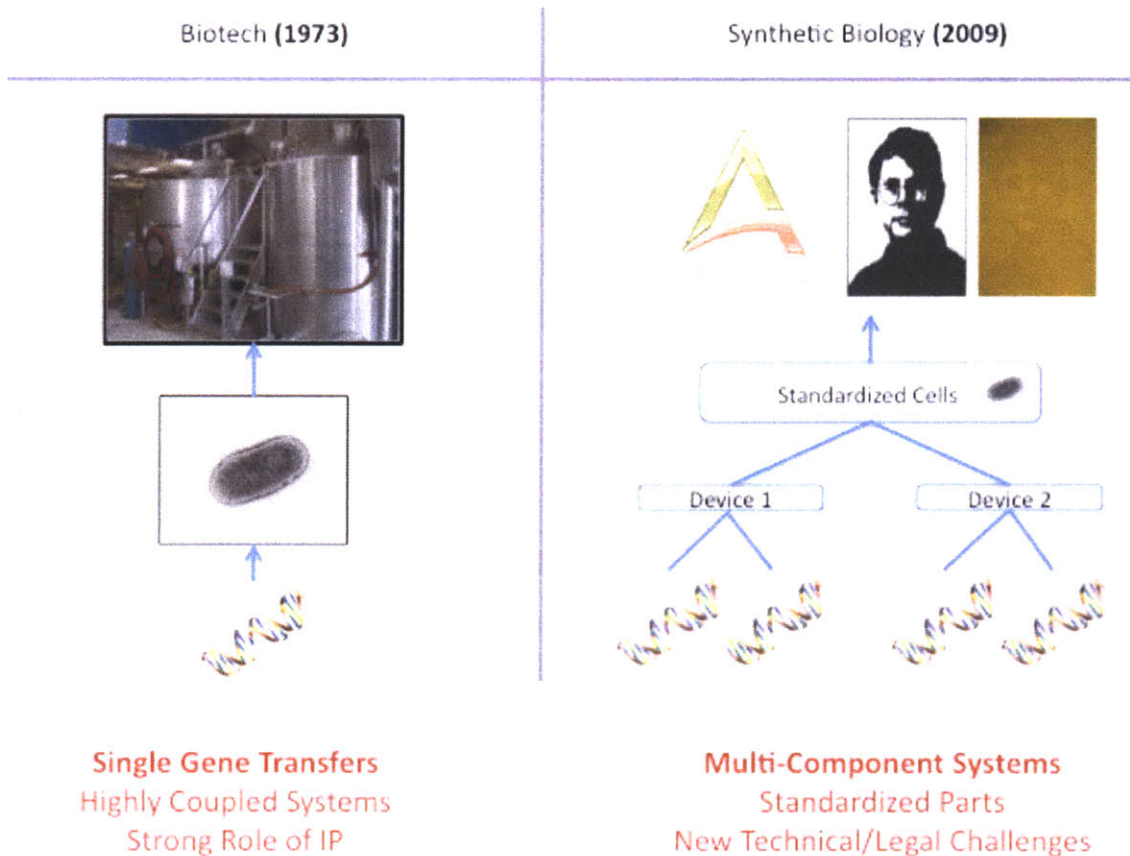 Biotech (1973)
Synthetic Biology (2009)
Standardized Cells
Device 1
Device 2
Single Gene Transfers
Highly Coupled Systems
Strong Role of IP
Multi-Component Systems
Standardized Parts
New Technical/Legal Challenges